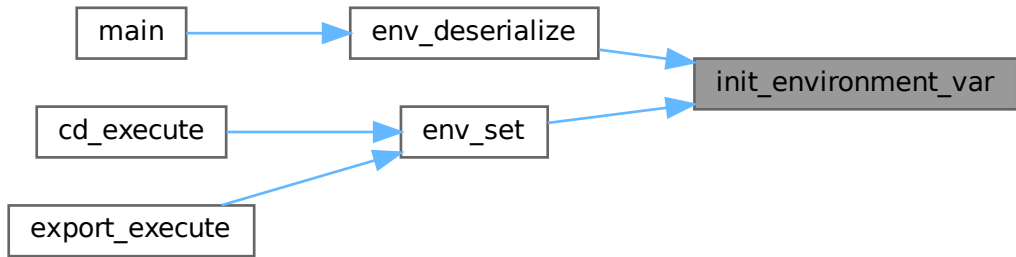 main
env_deserialize
init_environment_var
cd_execute
env_set
export_execute